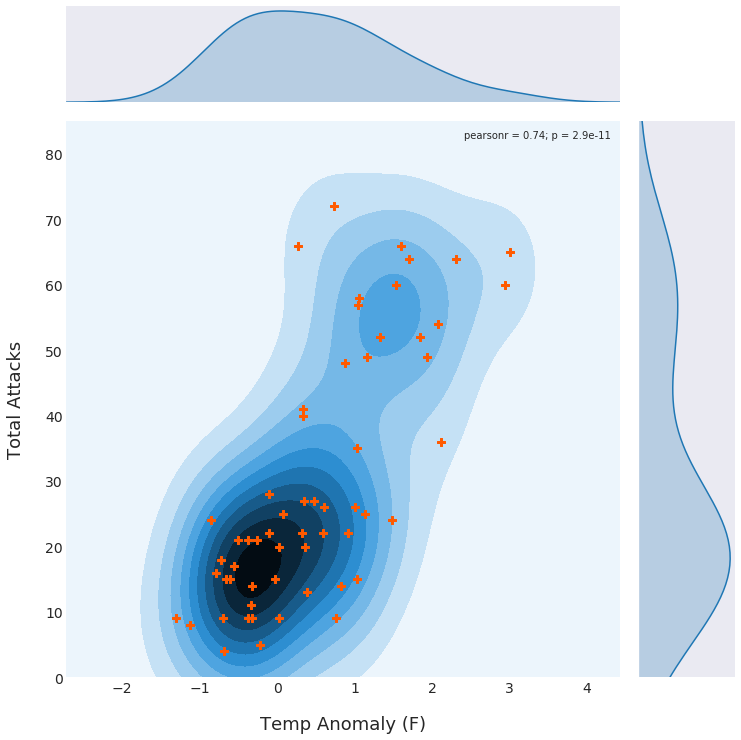 pearsonr = 0.74; p = 2.9e-11
80
70
60
50
40
30
20
10
0
Total Attacks
−2 −1 0 1 2 3 4
Temp Anomaly (F)